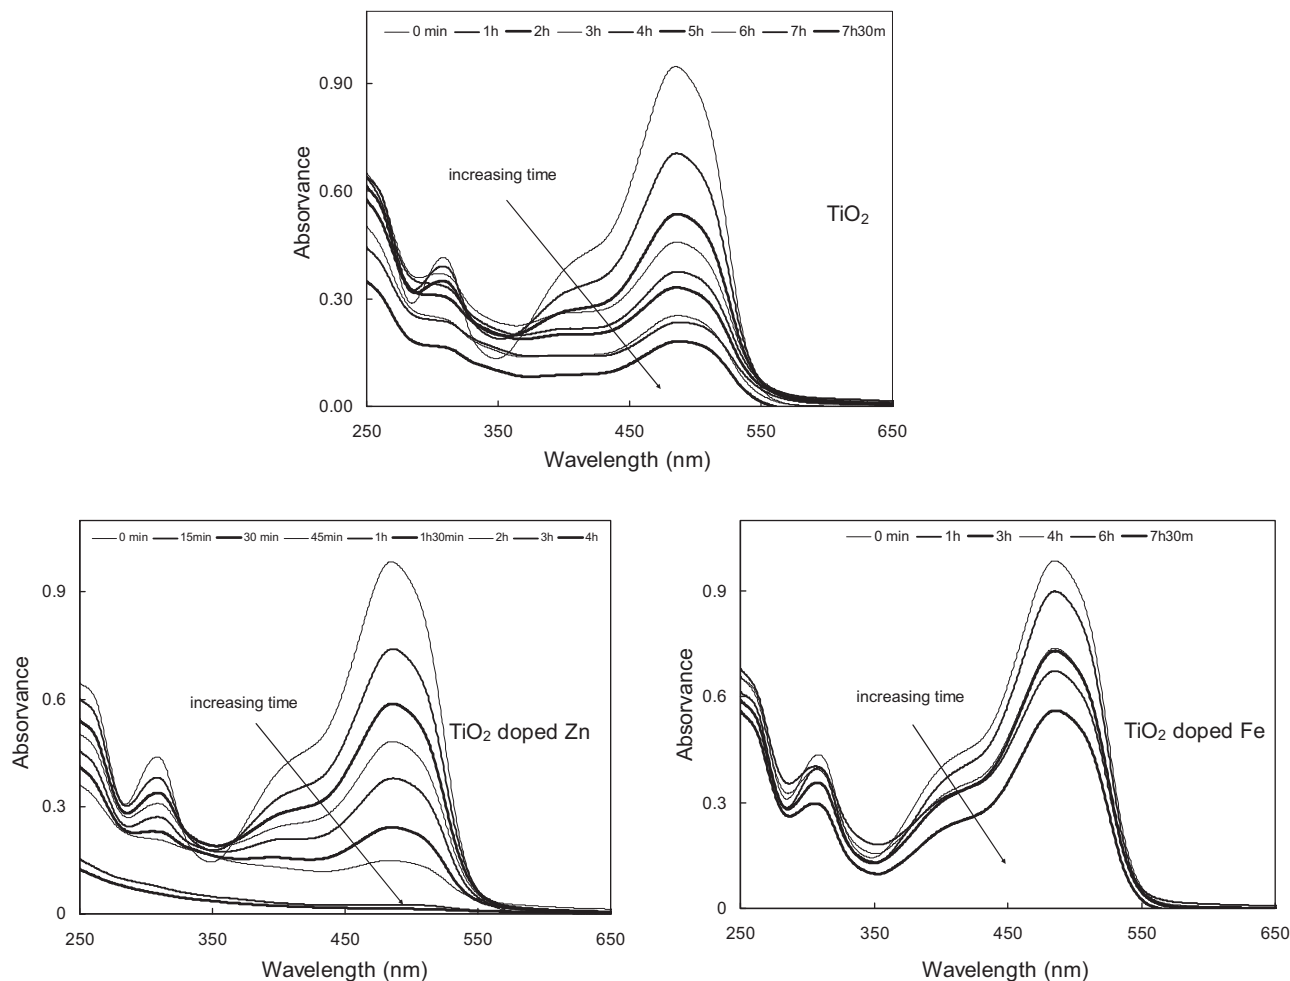 0 min 1h 2h 3h 4h 5h 6h 7h 7h30m
0.90
0.60
0.30
0.00
Absorvance
increasing time
TiO₂
250 350 450 550 650
Wavelength (nm)
0 min 15min 30 min 45min 1h 1h30min 2h 3h 4h
0.9
0.6
0.3
0
Absorvance
increasing time
TiO₂ doped Zn
250 350 450 550 650
Wavelength (nm)
0 min 1h 3h 4h 6h 7h30m
0.9
0.6
0.3
0
Absorvance
increasing time
TiO₂ doped Fe
250 350 450 550 650
Wavelength (nm)